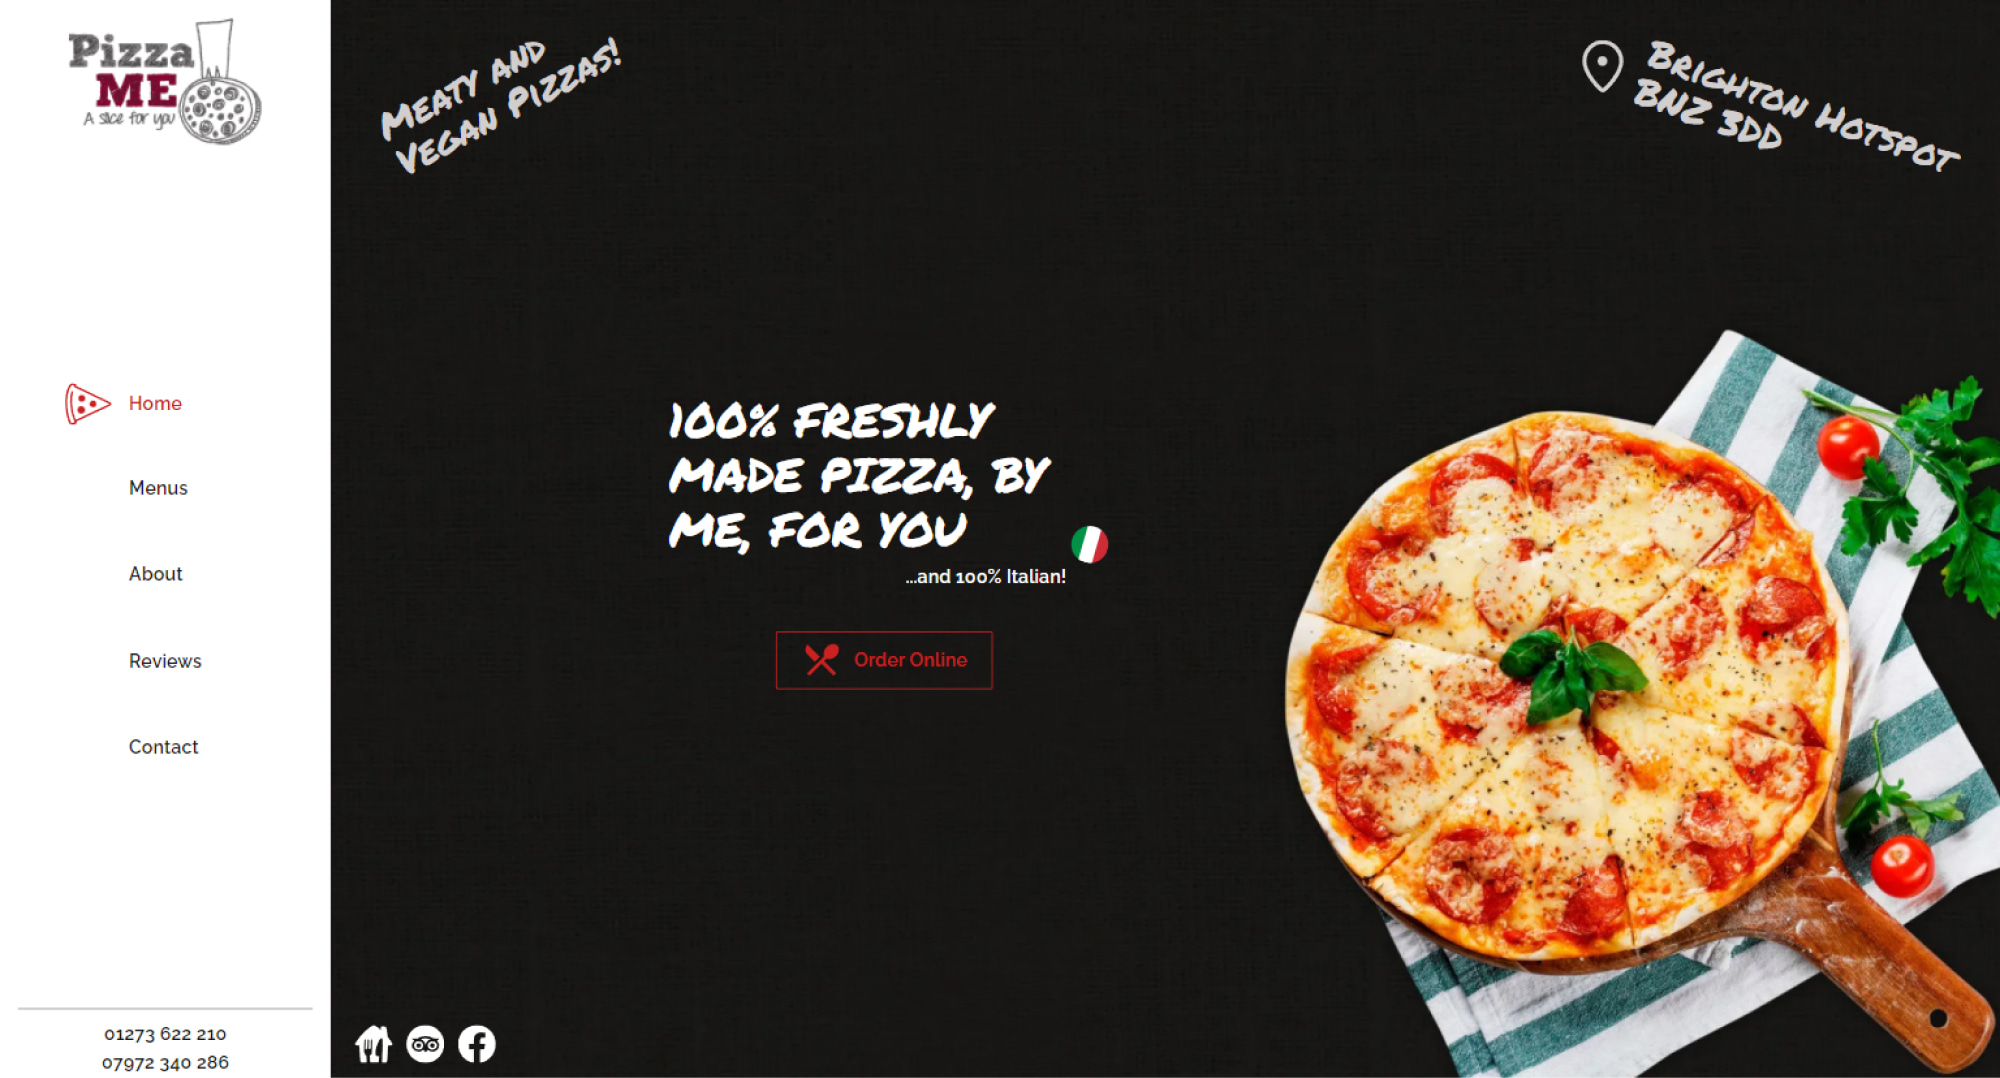 Pizza
ME
A slice for you
Home
Menus
About
Reviews
Contact
01273 622 210
07972 340 286
MEATY AND
VEGAN PIZZAS!
BRIGHTON HOTSPOT
BNZ 3DD
100% FRESHLY
MADE PIZZA, BY
ME, FOR YOU
...and 100% Italian!
Order Online